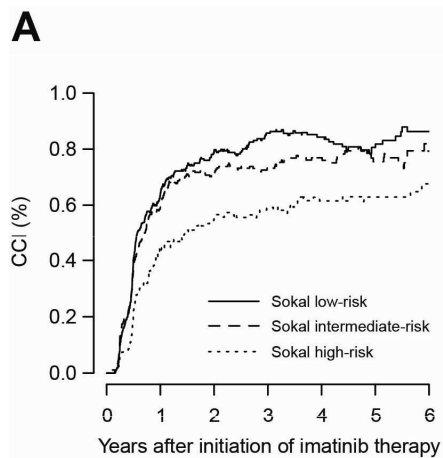 A
1.0
0.8
0.6
0.4
0.2
0.0
CCI (%)
Sokal low-risk
Sokal intermediate-risk
Sokal high-risk
0 1 2 3 4 5 6
Years after initiation of imatinib therapy